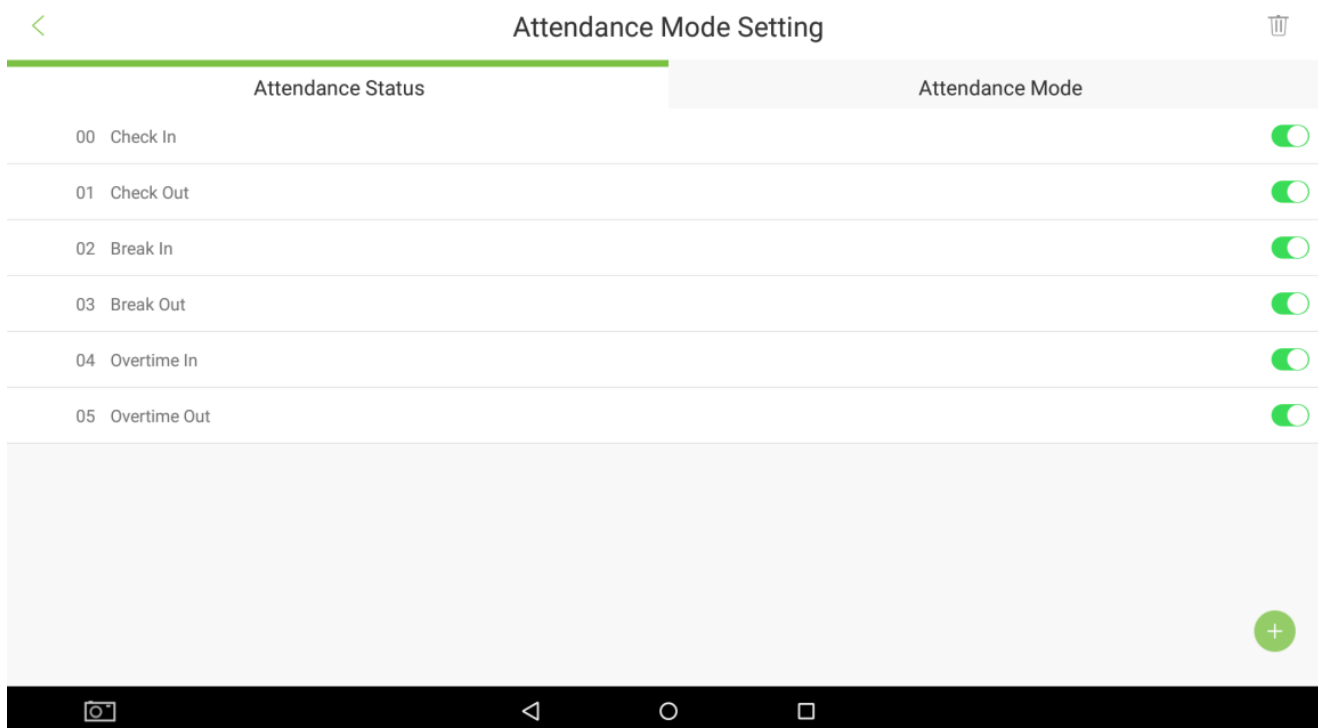 Attendance Mode Setting
Attendance Status
Attendance Mode
00 Check In
01 Check Out
02 Break In
03 Break Out
04 Overtime In
05 Overtime Out